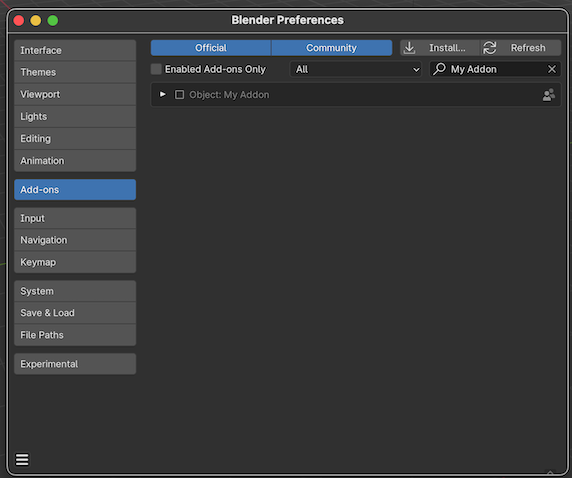 Blender Preferences
Interface
Themes
Viewport
Lights
Editing
Animation
Add-ons
Input
Navigation
Keymap
System
Save & Load
File Paths
Experimental
Official Community Install... Refresh
Enabled Add-ons Only All My Addon
Object: My Addon